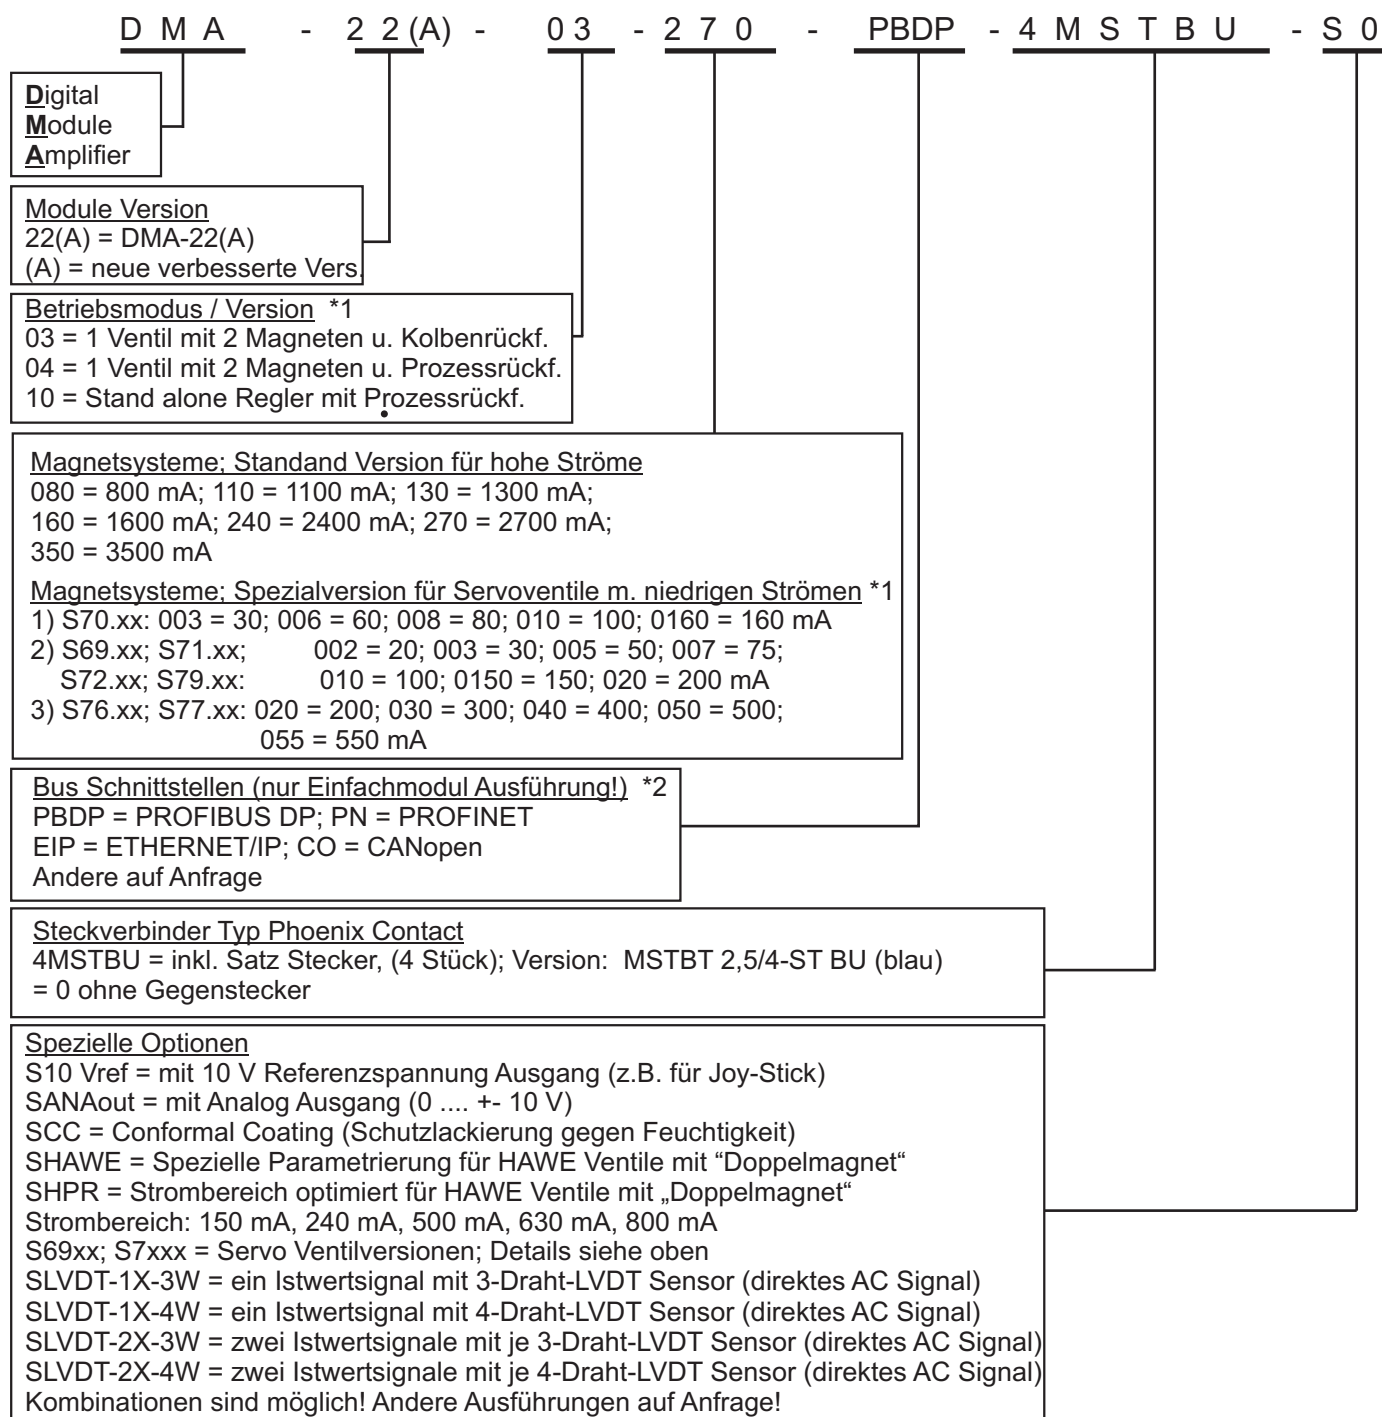 DMA - 22(A) - 03 - 270 - PBDP - 4MSTBU - S0
Digital
Module
Amplifier
Module Version
22(A) = DMA-22(A)
(A) = neue verbesserte Vers.
Betriebsmodus / Version *1
03 = 1 Ventil mit 2 Magneten u. Kolbenrückf.
04 = 1 Ventil mit 2 Magneten u. Prozessrückf.
10 = Stand alone Regler mit Prozessrückf.
Magnetsysteme; Standand Version für hohe Ströme
080 = 800 mA; 110 = 1100 mA; 130 = 1300 mA;
160 = 1600 mA; 240 = 2400 mA; 270 = 2700 mA;
350 = 3500 mA
Magnetsysteme; Spezialversion für Servoventile m. niedrigen Strömen *1
1) S70.xx: 003 = 30; 006 = 60; 008 = 80; 010 = 100; 0160 = 160 mA
2) S69.xx; S71.xx; 002 = 20; 003 = 30; 005 = 50; 007 = 75;
S72.xx; S79.xx: 010 = 100; 0150 = 150; 020 = 200 mA
3) S76.xx; S77.xx: 020 = 200; 030 = 300; 040 = 400; 050 = 500;
055 = 550 mA
Bus Schnittstellen (nur Einfachmodul Ausführung!) *2
PBDP = PROFIBUS DP; PN = PROFINET
EIP = ETHERNET/IP; CO = CANopen
Andere auf Anfrage
Steckverbinder Typ Phoenix Contact
4MSTBU = inkl. Satz Stecker, (4 Stück); Version: MSTBT 2,5/4-ST BU (blau)
= 0 ohne Gegenstecker
Spezielle Optionen
S10 Vref = mit 10 V Referenzspannung Ausgang (z.B. für Joy-Stick)
SANAout = mit Analog Ausgang (0 .... +- 10 V)
SCC = Conformal Coating (Schutzlackierung gegen Feuchtigkeit)
SHAWE = Spezielle Parametrierung für HAWE Ventile mit “Doppelmagnet“
SHPR = Strombereich optimiert für HAWE Ventile mit „Doppelmagnet“
Strombereich: 150 mA, 240 mA, 500 mA, 630 mA, 800 mA
S69xx; S7xxx = Servo Ventilversionen; Details siehe oben
SLVDT-1X-3W = ein Istwertsignal mit 3-Draht-LVDT Sensor (direktes AC Signal)
SLVDT-1X-4W = ein Istwertsignal mit 4-Draht-LVDT Sensor (direktes AC Signal)
SLVDT-2X-3W = zwei Istwertsignale mit je 3-Draht-LVDT Sensor (direktes AC Signal)
SLVDT-2X-4W = zwei Istwertsignale mit je 4-Draht-LVDT Sensor (direktes AC Signal)
Kombinationen sind möglich! Andere Ausführungen auf Anfrage!